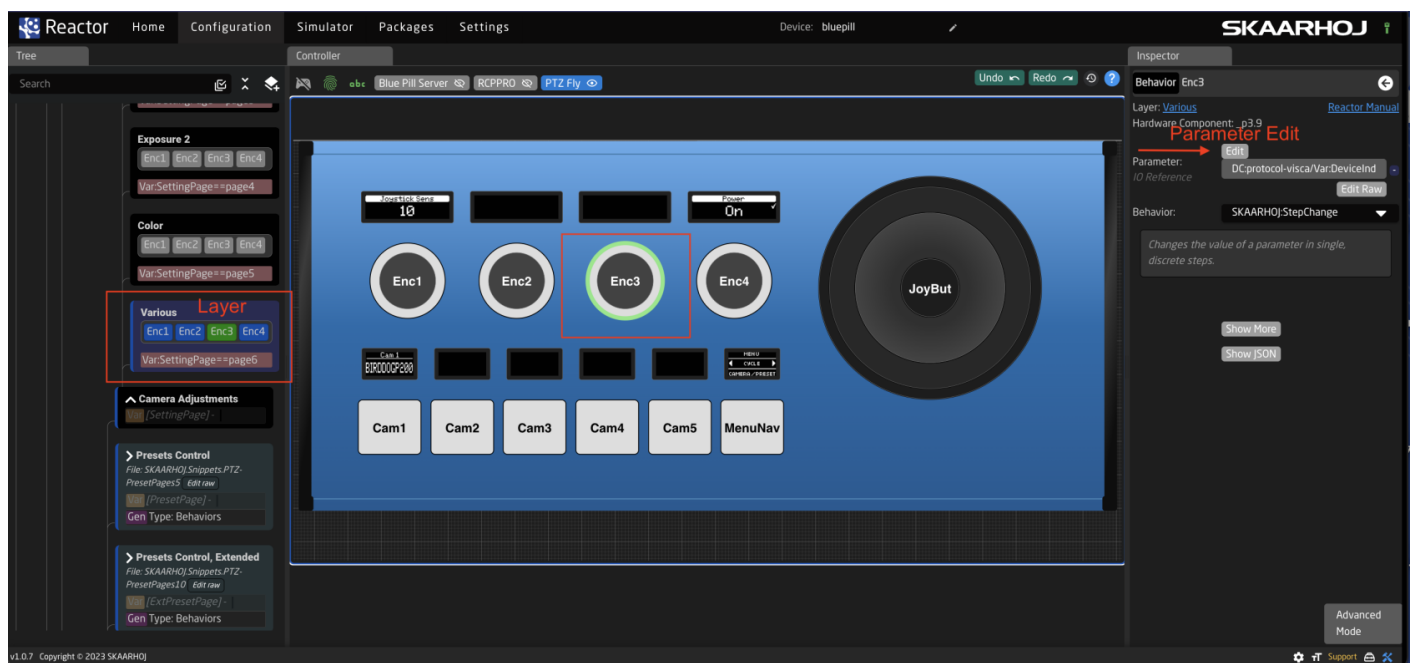 Reactor Home Configuration Simulator Packages Settings Device: bluepill SKAARHOJ
Tree
Search
Exposure 2
Enc1 Enc2 Enc3 Enc4
Var:SettingPage==page4
Color
Enc1 Enc2 Enc3 Enc4
Var:SettingPage==page5
Layer
Various
Enc1 Enc2 Enc3 Enc4
Var:SettingPage==page6
Camera Adjustments
Var [SettingPage] -
Presets Control
File: SKAARHOJ.Snippets.PTZ-
PresetPages5 Edit raw
Var [PresetPage] -
Gen Type: Behaviors
Presets Control, Extended
File: SKAARHOJ.Snippets.PTZ-
PresetPages10 Edit raw
Var [ExtPresetPage] -
Gen Type: Behaviors
Controller
abc Blue Pill Server RCPPRO PTZ Fly Undo Redo ?
Joystick Sens
10
Power
On
Enc1 Enc2 Enc3 Enc4 JoyBut
Cam 1
BIRDDOGP200
MENU
CYCLE
CAMERA/PRESET
Cam1 Cam2 Cam3 Cam4 Cam5 MenuNav
Inspector
Behavior Enc3
Layer: Various Reactor Manual
Hardware Component: _p3.9
Parameter Edit
Edit
Parameter: DC:protocol-visca/Var:DeviceInd -
IO Reference
Edit Raw
Behavior: SKAARHOJ:StepChange
Changes the value of a parameter in single,
discrete steps.
Show More
Show JSON
Advanced
Mode
v1.0.7 Copyright © 2023 SKAARHOJ Support